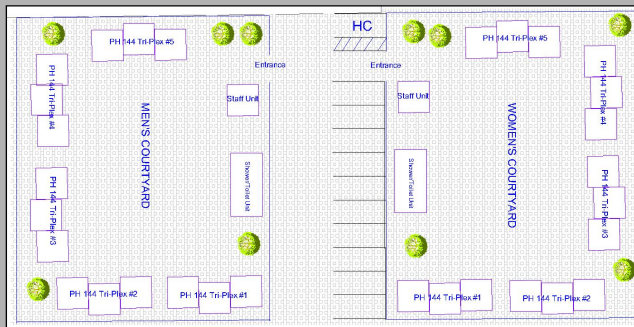 PH 144 Tri-Plex #5
HC
PH 144 Tri-Plex #5
Entrance
Entrance
PH 144 Tri-Plex #4
Staff Unit
Staff Unit
PH 144 Tri-Plex #4
MEN'S COURTYARD
WOMEN'S COURTYARD
PH 144 Tri-Plex #3
Shower/Toilet Unit
Shower/Toilet Unit
PH 144 Tri-Plex #3
PH 144 Tri-Plex #2
PH 144 Tri-Plex #1
PH 144 Tri-Plex #1
PH 144 Tri-Plex #2